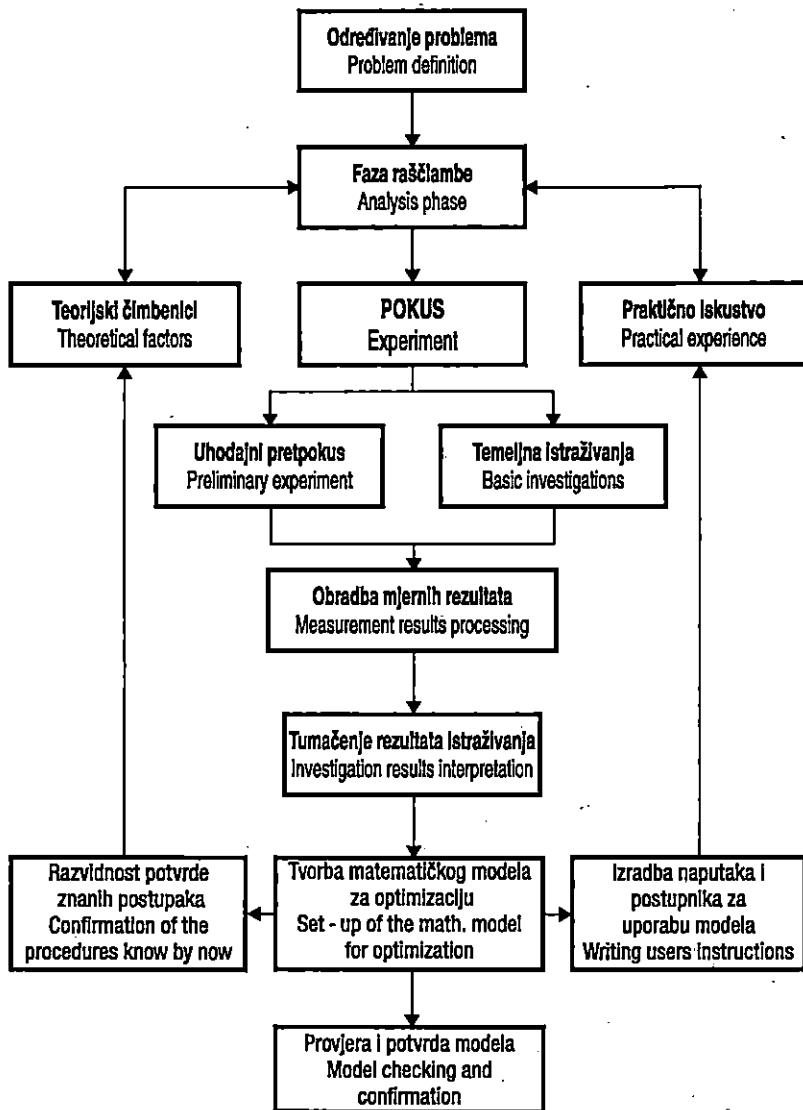 Određivanje problema
Problem definition
Faza raščlambe
Analysis phase
Teorijski čimbenici
Theoretical factors
POKUS
Experiment
Praktično iskustvo
Practical experience
Uhodajni pretpokus
Preliminary experiment
Temeljna istraživanja
Basic investigations
Obradba mjernih rezultata
Measurement results processing
Tumačenje rezultata istraživanja
Investigation results interpretation
Razvidnost potvrde
znanih postupaka
Confirmation of the
procedures know by now
Tvorba matematičkog modela
za optimizaciju
Set - up of the math. model
for optimization
Izradba naputaka i
postupnika za
uporabu modela
Writing users instructions
Provjera i potvrda modela
Model checking and
confirmation